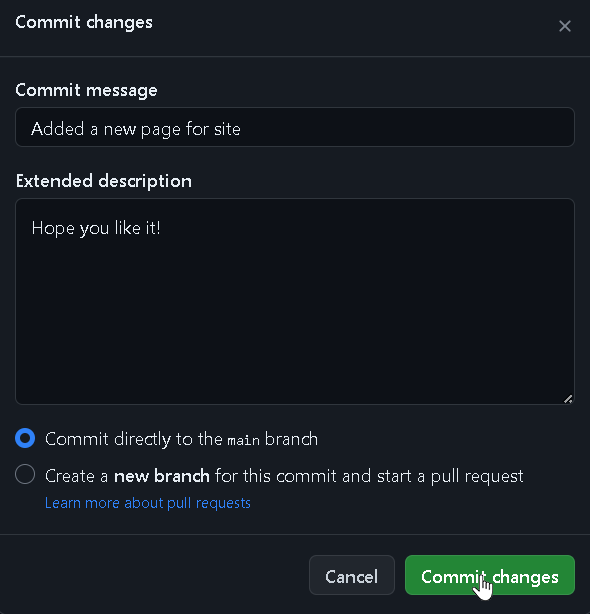 Commit changes
Commit message
Added a new page for site
Extended description
Hope you like it!
Commit directly to the main branch
Create a new branch for this commit and start a pull request
Learn more about pull requests
Cancel
Commit changes